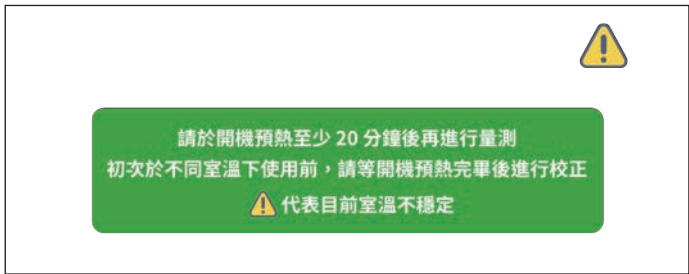 請於開機預熱至少 20 分鐘後再進行量測
初次於不同室溫下使用前，請等開機預熱完畢後進行校正
代表目前室溫不穩定